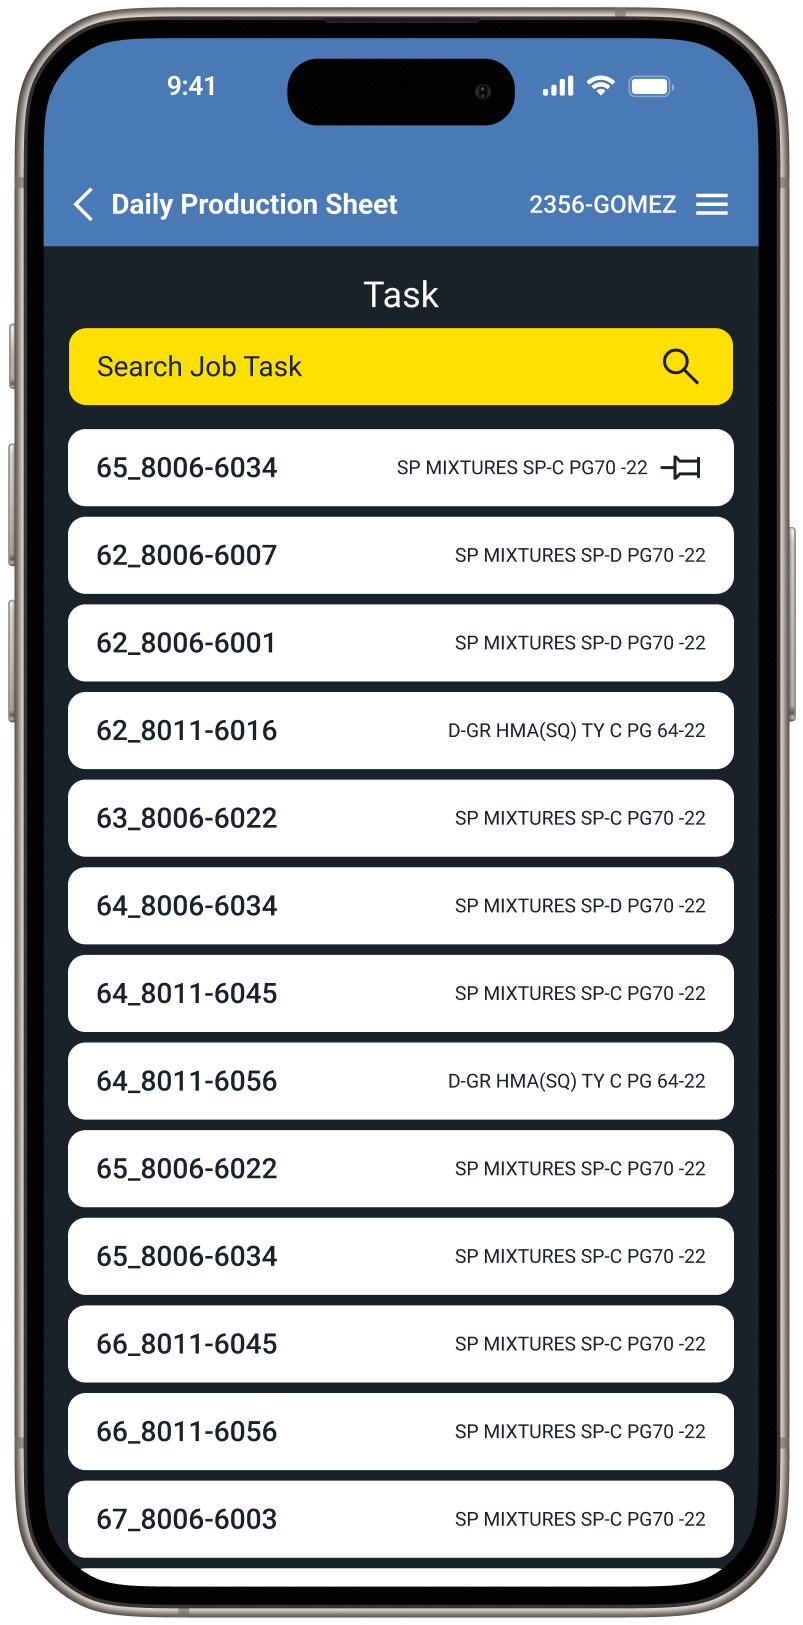 9:41
Daily Production Sheet 2356-GOMEZ
Task
Search Job Task
65_8006-6034 SP MIXTURES SP-C PG70 -22
62_8006-6007 SP MIXTURES SP-D PG70 -22
62_8006-6001 SP MIXTURES SP-D PG70 -22
62_8011-6016 D-GR HMA(SQ) TY C PG 64-22
63_8006-6022 SP MIXTURES SP-C PG70 -22
64_8006-6034 SP MIXTURES SP-D PG70 -22
64_8011-6045 SP MIXTURES SP-C PG70 -22
64_8011-6056 D-GR HMA(SQ) TY C PG 64-22
65_8006-6022 SP MIXTURES SP-C PG70 -22
65_8006-6034 SP MIXTURES SP-C PG70 -22
66_8011-6045 SP MIXTURES SP-C PG70 -22
66_8011-6056 SP MIXTURES SP-C PG70 -22
67_8006-6003 SP MIXTURES SP-C PG70 -22